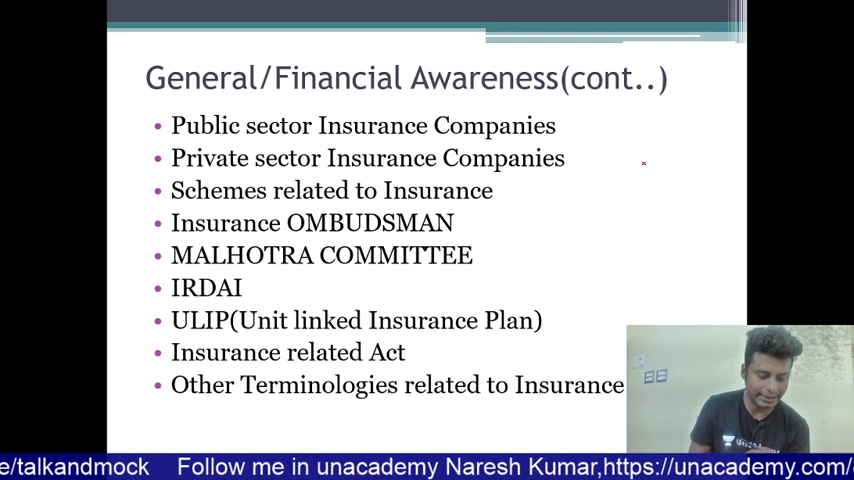 General/Financial Awareness(cont..)
• Public sector Insurance Companies
• Private sector Insurance Companies
• Schemes related to Insurance
• Insurance OMBUDSMAN
• MALHOTRA COMMITTEE
• IRDAI
• ULIP(Unit linked Insurance Plan)
• Insurance related Act
• Other Terminologies related to Insurance
e/talkandmock Follow me in unacademy Naresh Kumar,https://unacademy.com/